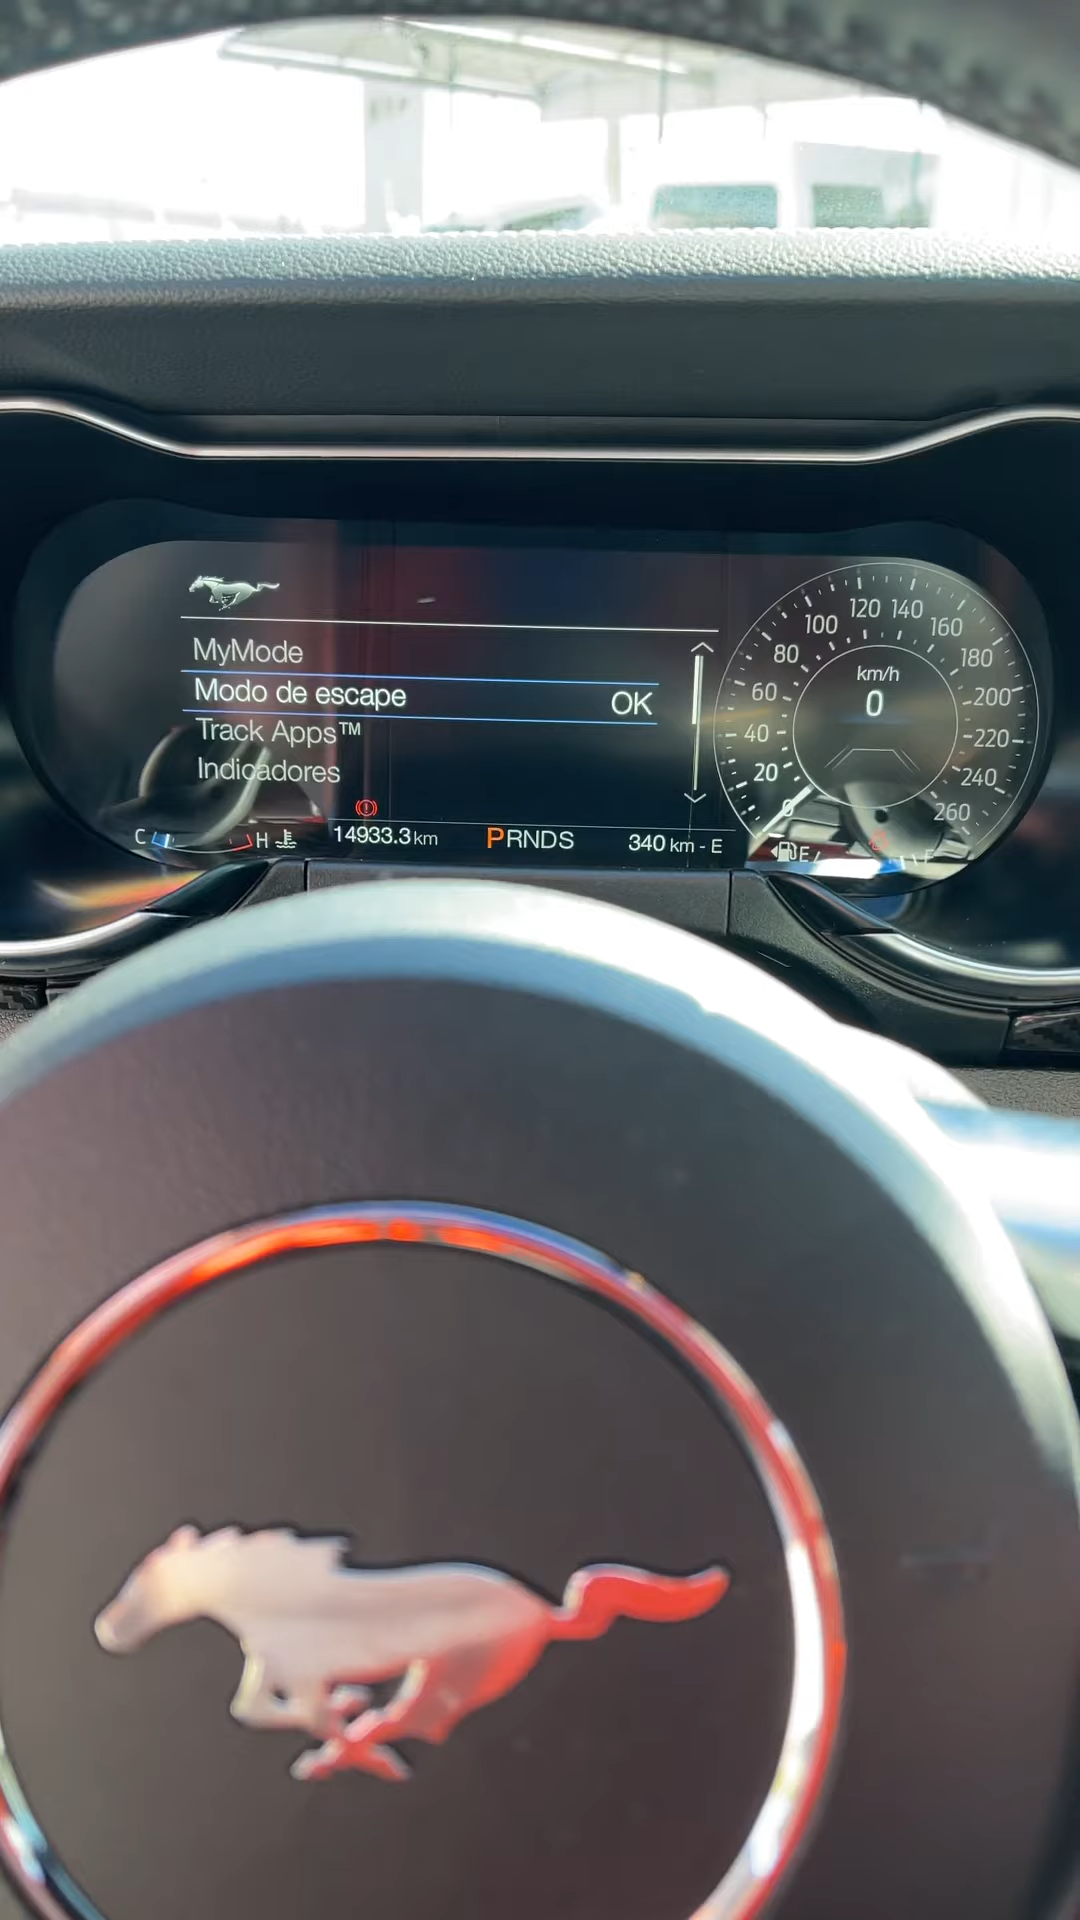 MyMode
Modo de escape OK
Track Apps™
Indicadores
C H
14933.3 km PRNDS 340 km - E
0 20 40 60 80 100 120 140 160 180 200 220 240 260
km/h
0
E F